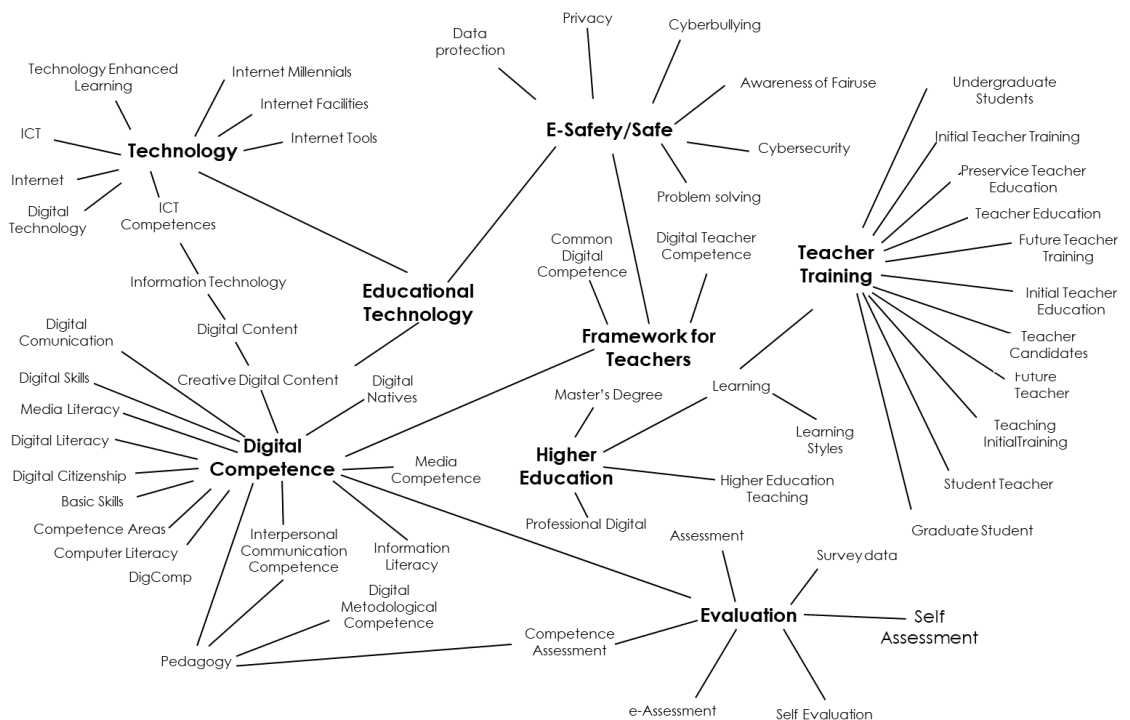 Technology Enhanced
Learning
Internet Millennials
Internet Facilities
Internet Tools
ICT
Technology
Internet
Digital
Technology
ICT
Competences
Information Technology
Digital Content
Creative Digital Content
Data
protection
Privacy
Cyberbullying
Awareness of Fairuse
E-Safety/Safe
Cybersecurity
Problem solving
Educational
Technology
Common
Digital
Competence
Digital Teacher
Competence
Framework for
Teachers
Undergraduate
Students
Initial Teacher Training
Preservice Teacher
Education
Teacher Education
Future Teacher
Training
Teacher
Training
Initial Teacher
Education
Teacher
Candidates
Future
Teacher
Teaching
InitialTraining
Student Teacher
Graduate Student
Learning
Learning
Styles
Master's Degree
Higher
Education
Higher Education
Teaching
Professional Digital
Digital
Comunication
Digital Skills
Media Literacy
Digital Literacy
Digital Citizenship
Basic Skills
Competence Areas
Computer Literacy
DigComp
Digital
Natives
Digital
Competence
Media
Competence
Interpersonal
Communication
Competence
Information
Literacy
Digital
Metodological
Competence
Pedagogy
Competence
Assessment
Assessment
Survey data
Evaluation
Self
Assessment
e-Assessment
Self Evaluation